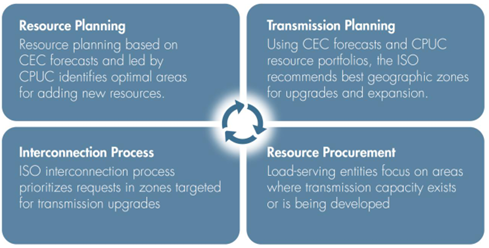 Resource Planning
Resource planning based on
CEC forecasts and led by
CPUC identifies optimal areas
for adding new resources.
Transmission Planning
Using CEC forecasts and CPUC
resource portfolios, the ISO
recommends best geographic zones
for upgrades and expansion.
Interconnection Process
ISO interconnection process
prioritizes requests in zones targeted
for transmission upgrades
Resource Procurement
Load-serving entities focus on areas
where transmission capacity exists
or is being developed